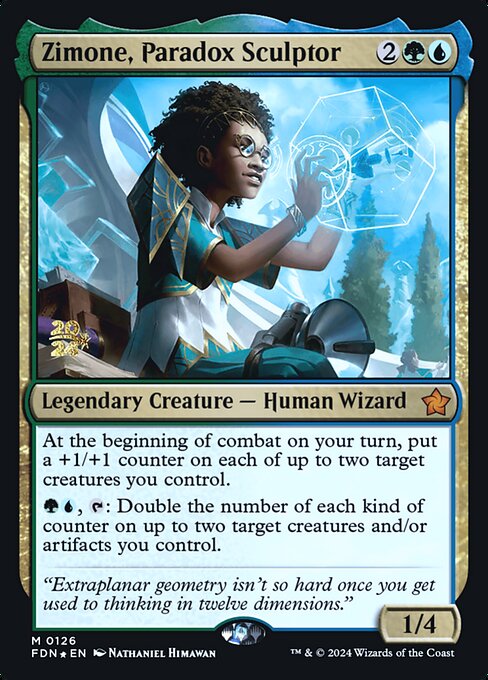 Zimone, Paradox Sculptor 2
Legendary Creature — Human Wizard
At the beginning of combat on your turn, put
a +1/+1 counter on each of up to two target
creatures you control.
, : Double the number of each kind of
counter on up to two target creatures and/or
artifacts you control.
“Extraplanar geometry isn't so hard once you get
used to thinking in twelve dimensions.”
1/4
M 0126
FDN★EN NATHANIEL HIMAWAN
™ & © 2024 Wizards of the Coast